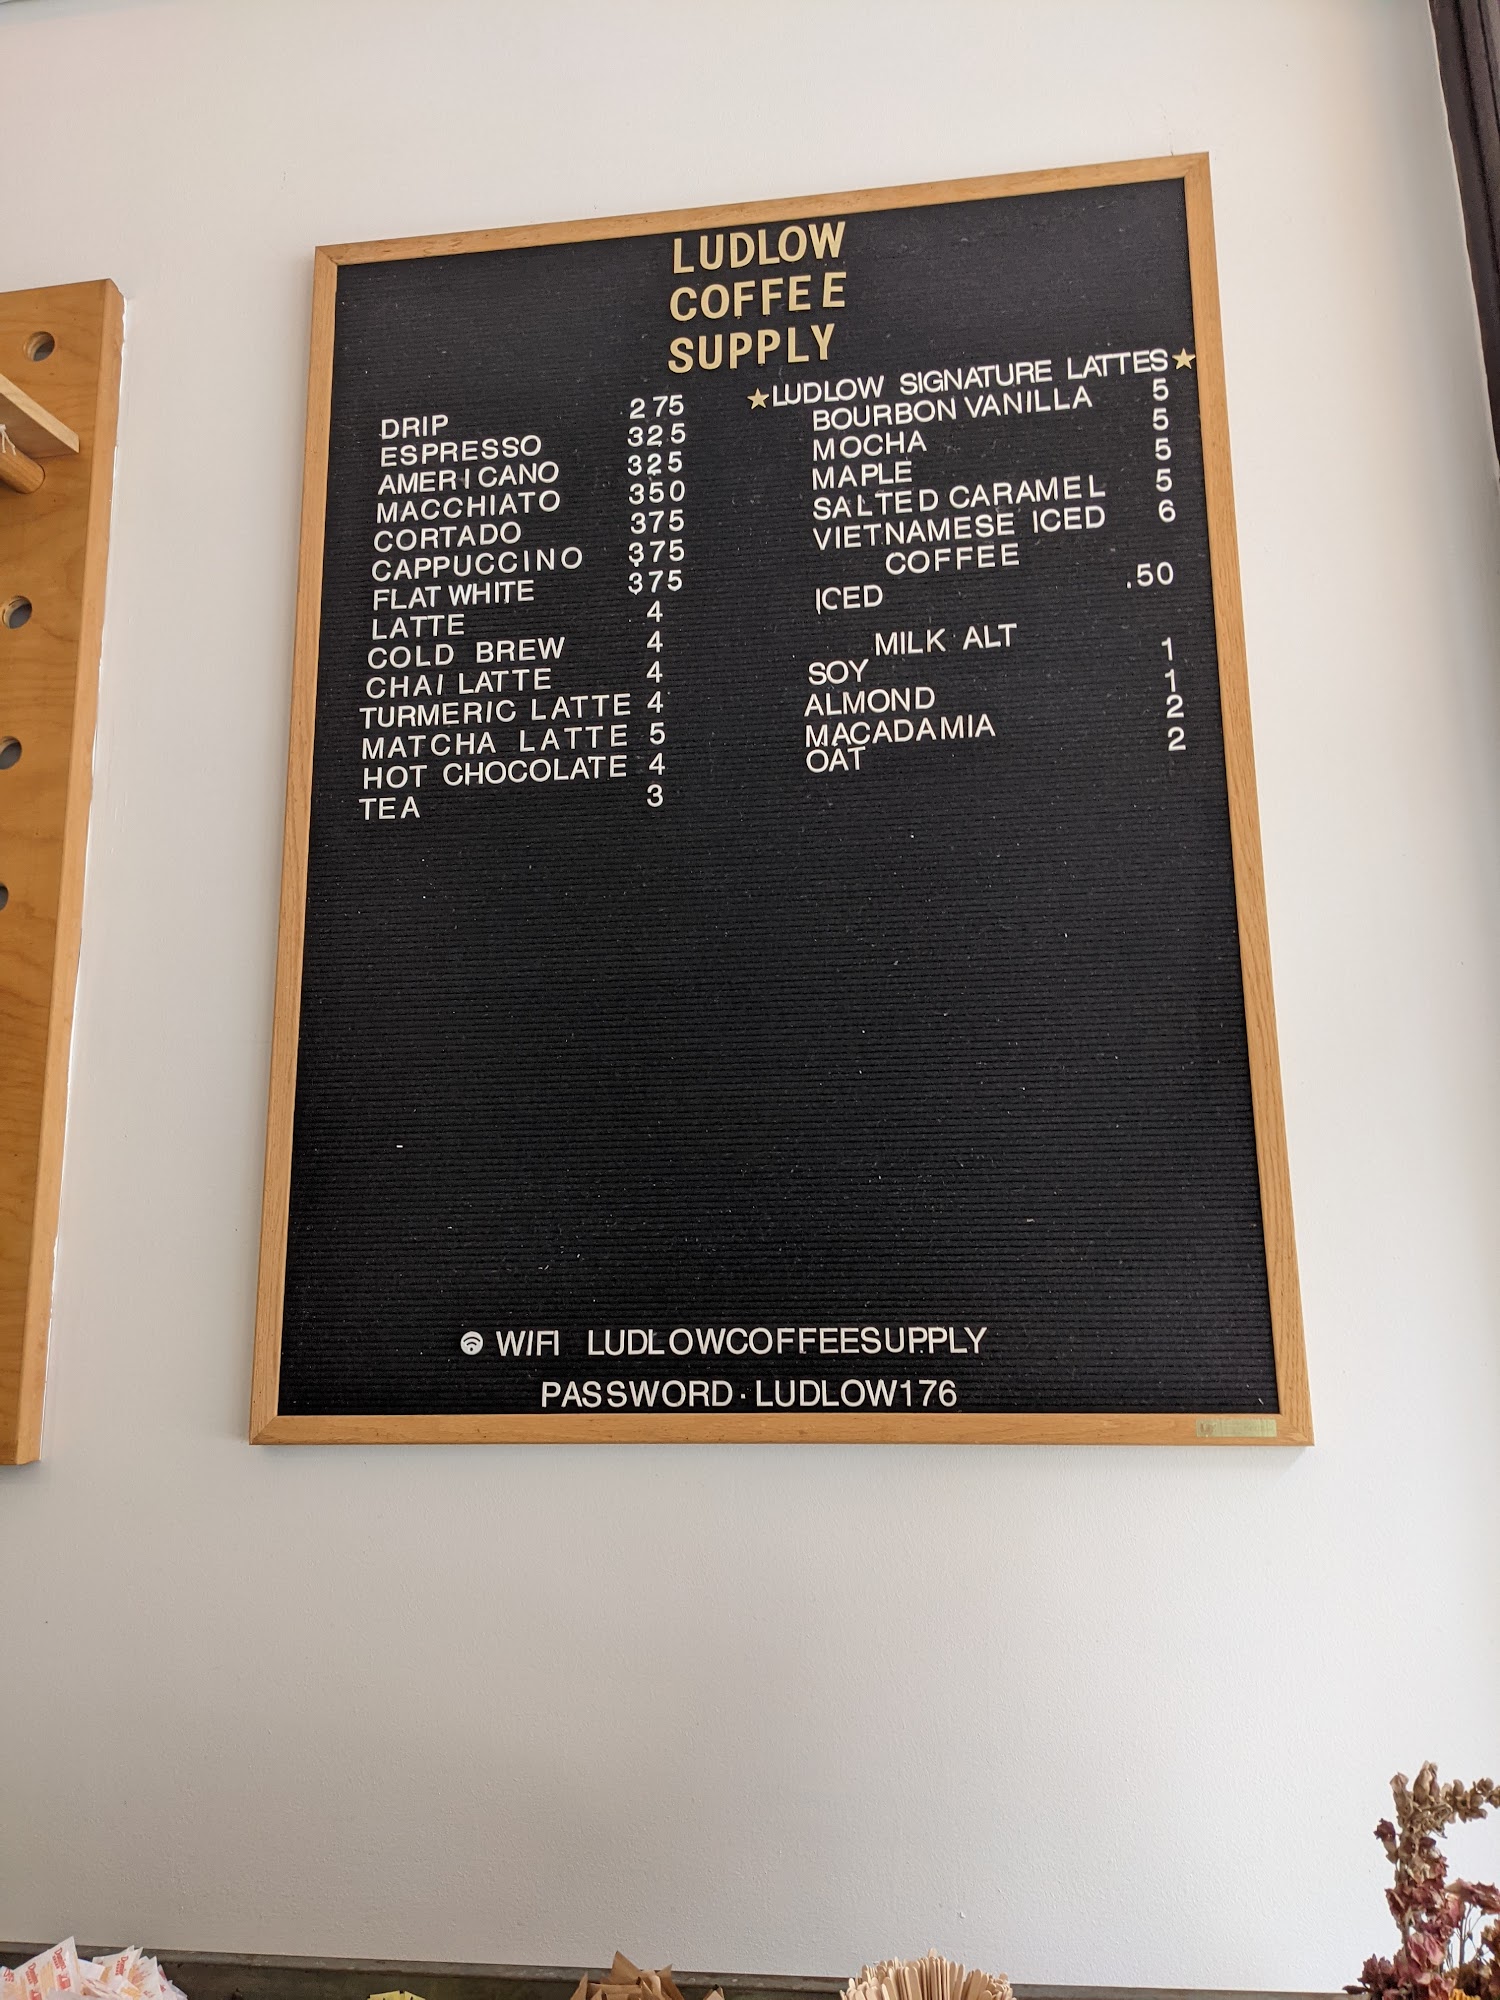 LUDLOW
COFFEE
SUPPLY
DRIP 2 75
ESPRESSO 325
AMERICANO 325
MACCHIATO 350
CORTADO 375
CAPPUCCINO 375
FLAT WHITE 375
LATTE 4
COLD BREW 4
CHAI LATTE 4
TURMERIC LATTE 4
MATCHA LATTE 5
HOT CHOCOLATE 4
TEA 3
★LUDLOW SIGNATURE LATTES★
BOURBON VANILLA 5
MOCHA 5
MAPLE 5
SALTED CARAMEL 5
VIETNAMESE ICED 6
COFFEE
ICED .50
MILK ALT
SOY 1
ALMOND 1
MACADAMIA 2
OAT 2
WIFI LUDLOWCOFFEESUPPLY
PASSWORD·LUDLOW176